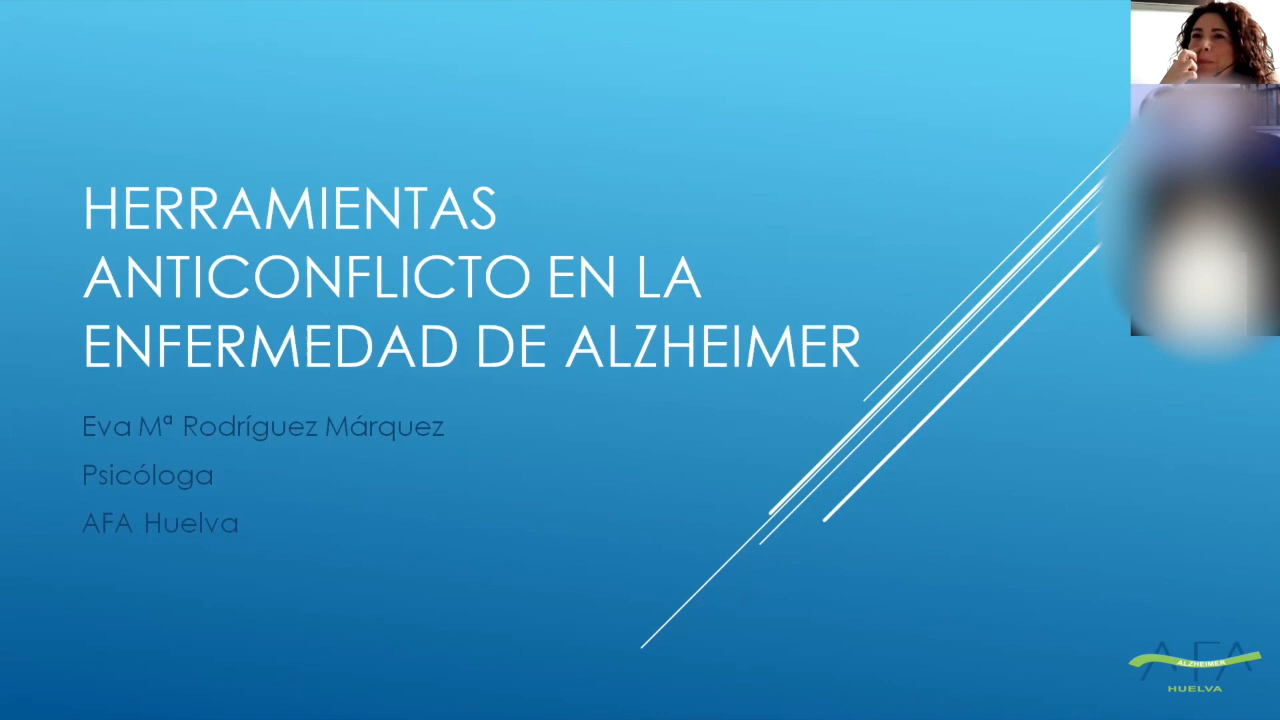 HERRAMIENTAS
ANTICONFLICTO EN LA
ENFERMEDAD DE ALZHEIMER
Eva Mª Rodríguez Márquez
Psicóloga
AFA Huelva
AFA
ALZHEIMER
HUELVA